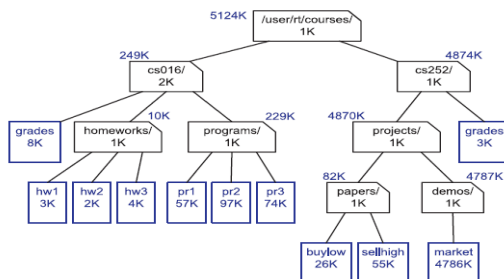 5124K /user/rt/courses/
1K
249K 4874K
cs016/ cs252/
2K 1K
10K 229K 4870K
grades homeworks/ programs/ projects/ grades
8K 1K 1K 1K 3K
82K 4787K
hw1 hw2 hw3 pr1 pr2 pr3 papers/ demos/
3K 2K 4K 57K 97K 74K 1K 1K
buylow sellhigh market
26K 55K 4786K